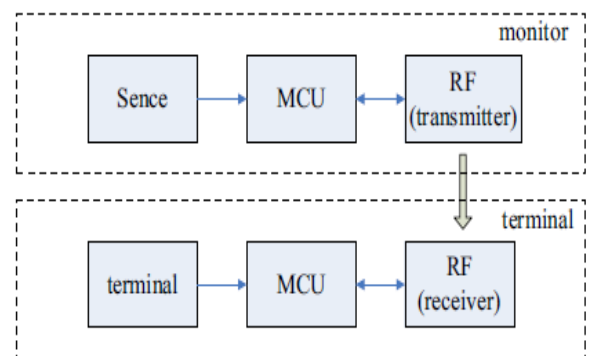 monitor
Sence
MCU
RF
(transmitter)
terminal
terminal
MCU
RF
(receiver)